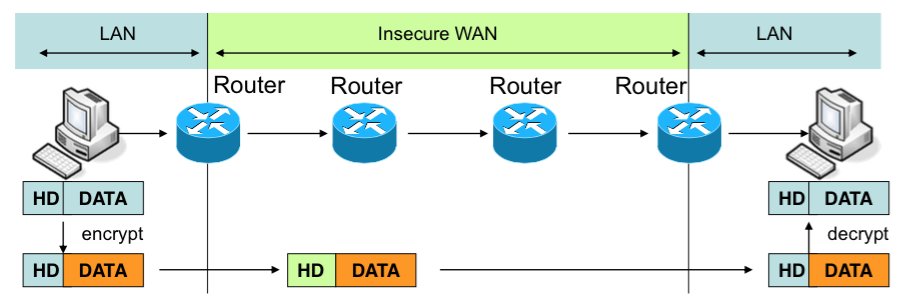 LAN
Insecure WAN
LAN
Router
Router
Router
Router
HD DATA
HD DATA
encrypt
decrypt
HD DATA
HD DATA
HD DATA